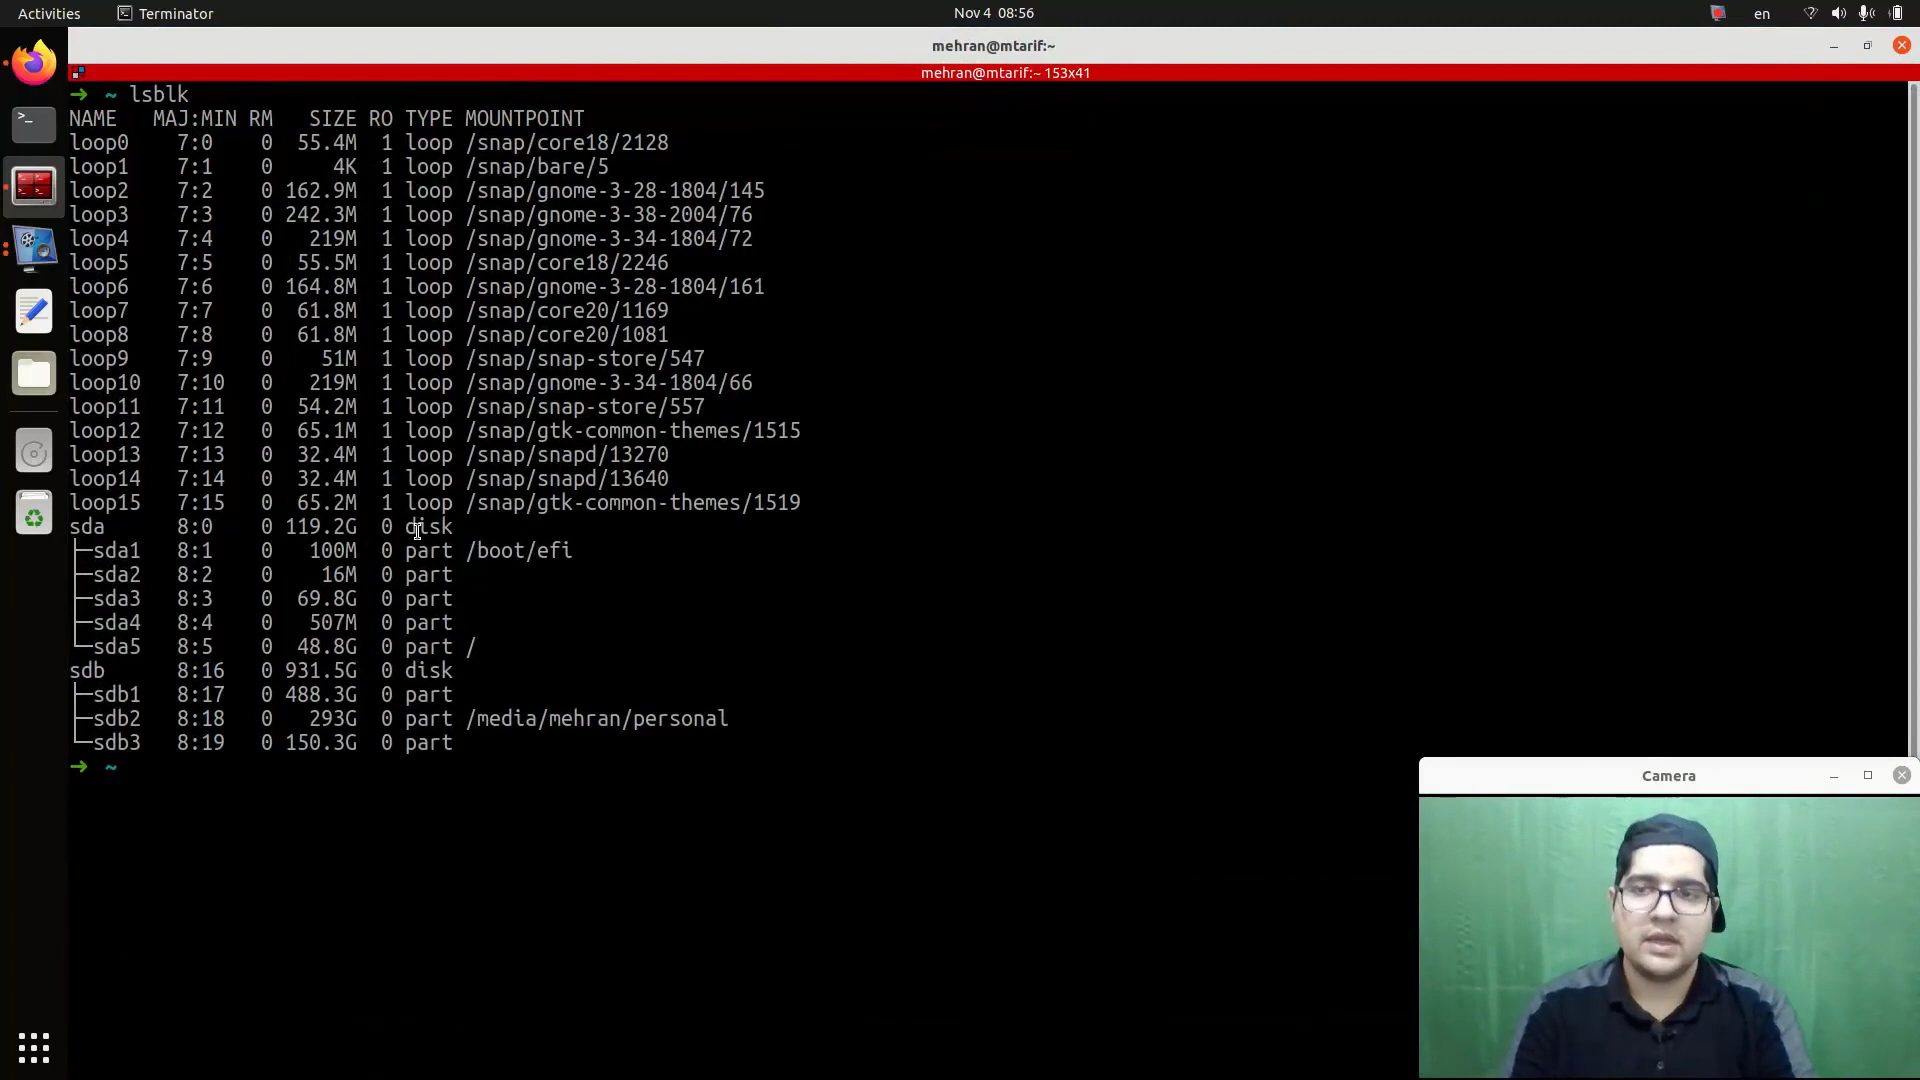 Activities
Terminator
Nov 4 08:56
en
mehran@mtarif:~
mehran@mtarif:~ 153x41
➜ ~ lsblk
NAME MAJ:MIN RM SIZE RO TYPE MOUNTPOINT
loop0 7:0 0 55.4M 1 loop /snap/core18/2128
loop1 7:1 0 4K 1 loop /snap/bare/5
loop2 7:2 0 162.9M 1 loop /snap/gnome-3-28-1804/145
loop3 7:3 0 242.3M 1 loop /snap/gnome-3-38-2004/76
loop4 7:4 0 219M 1 loop /snap/gnome-3-34-1804/72
loop5 7:5 0 55.5M 1 loop /snap/core18/2246
loop6 7:6 0 164.8M 1 loop /snap/gnome-3-28-1804/161
loop7 7:7 0 61.8M 1 loop /snap/core20/1169
loop8 7:8 0 61.8M 1 loop /snap/core20/1081
loop9 7:9 0 51M 1 loop /snap/snap-store/547
loop10 7:10 0 219M 1 loop /snap/gnome-3-34-1804/66
loop11 7:11 0 54.2M 1 loop /snap/snap-store/557
loop12 7:12 0 65.1M 1 loop /snap/gtk-common-themes/1515
loop13 7:13 0 32.4M 1 loop /snap/snapd/13270
loop14 7:14 0 32.4M 1 loop /snap/snapd/13640
loop15 7:15 0 65.2M 1 loop /snap/gtk-common-themes/1519
sda 8:0 0 119.2G 0 disk
├─sda1 8:1 0 100M 0 part /boot/efi
├─sda2 8:2 0 16M 0 part
├─sda3 8:3 0 69.8G 0 part
├─sda4 8:4 0 507M 0 part
└─sda5 8:5 0 48.8G 0 part /
sdb 8:16 0 931.5G 0 disk
├─sdb1 8:17 0 488.3G 0 part
├─sdb2 8:18 0 293G 0 part /media/mehran/personal
└─sdb3 8:19 0 150.3G 0 part
➜ ~
Camera